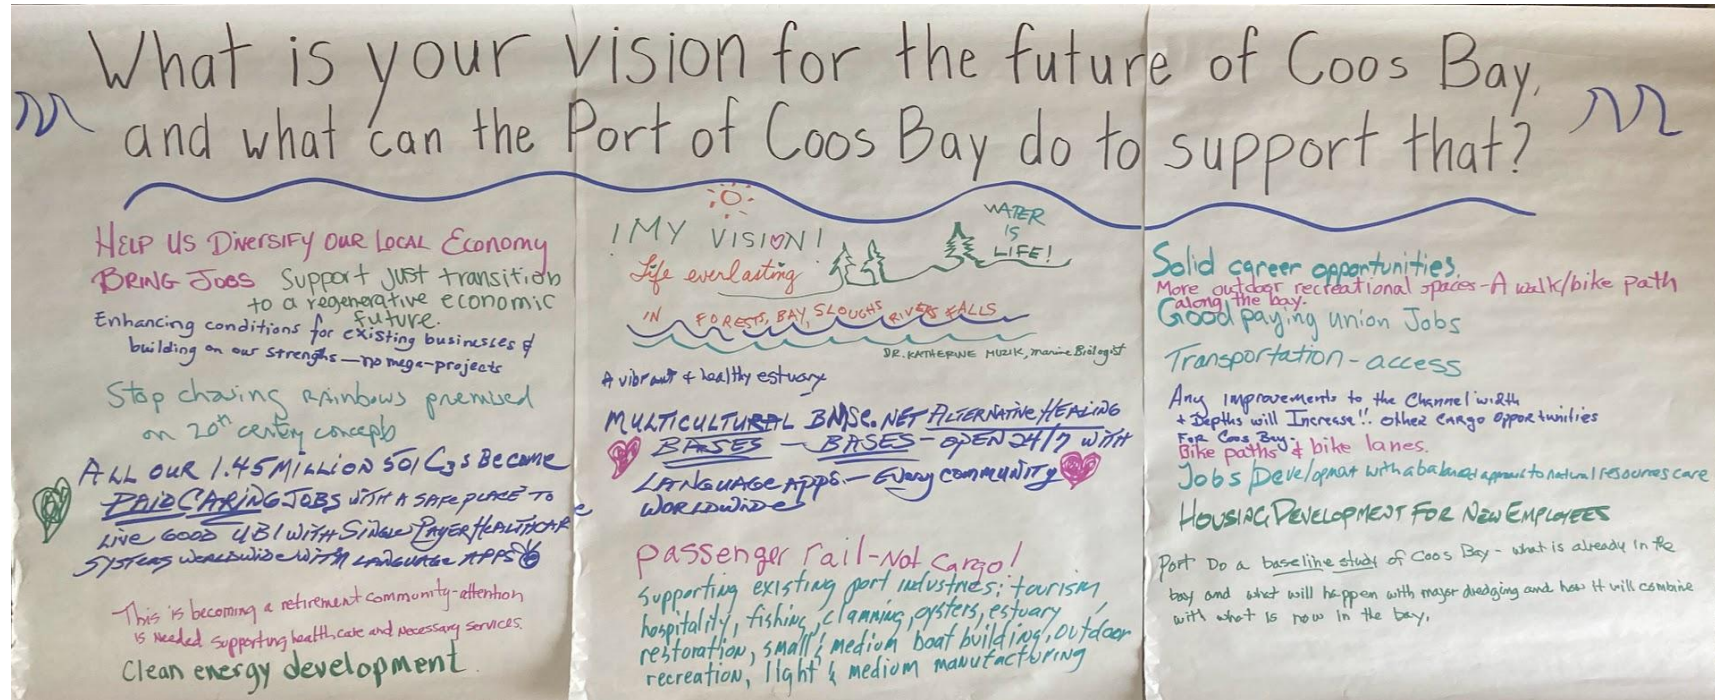 What is your vision for the future of Coos Bay,
and what can the Port of Coos Bay do to support that?
HELP US DIVERSIFY OUR LOCAL ECONOMY
BRING JOBS
Support just transition
to a regenerative economic
future.
Enhancing conditions for existing businesses &
building on our strengths — no mega-projects
Stop chasing rainbows premised
on 20th century concepts
ALL OUR 1.45 MILLION 501 C3s BECOME
PAID CARING JOBS WITH A SAFE PLACE TO
LIVE GOOD UBI WITH SINGLE PAYER HEALTHCARE
SYSTEMS WORLDWIDE WITH LANGUAGE APPS
This is becoming a retirement community-attention
is needed supporting health care and necessary services.
Clean energy development
! MY VISION!
WATER
IS
LIFE!
Life everlasting
IN FORESTS, BAY, SLOUGHS RIVERS FALLS
DR. KATHERINE MUZIK, marine Biologist
A vibrant & healthy estuary
MULTICULTURAL BNSC.NET ALTERNATIVE HEALING
BASES — BASES — OPEN 24/7 WITH
LANGUAGE APPS — EVERY COMMUNITY
WORLDWIDE
passenger rail - Not Cargo!
Supporting existing port industries: tourism
hospitality, fishing, clamming, oysters, estuary
restoration, small & medium boat building, outdoor
recreation, light & medium manufacturing
Solid career opportunities.
More outdoor recreational spaces - A walk/bike path
along the bay.
Good paying union Jobs
Transportation - access
Any improvements to the Channel width
+ Depths will Increase!! other cargo opportunities
For Coos Bay.
Bike paths & bike lanes.
Jobs/Development with a balanced approach to natural resources care
HOUSING DEVELOPMENT FOR NEW EMPLOYEES
Port Do a baseline study of Coos Bay - what is already in the
bay and what will happen with major dredging and how it will combine
with what is now in the bay.